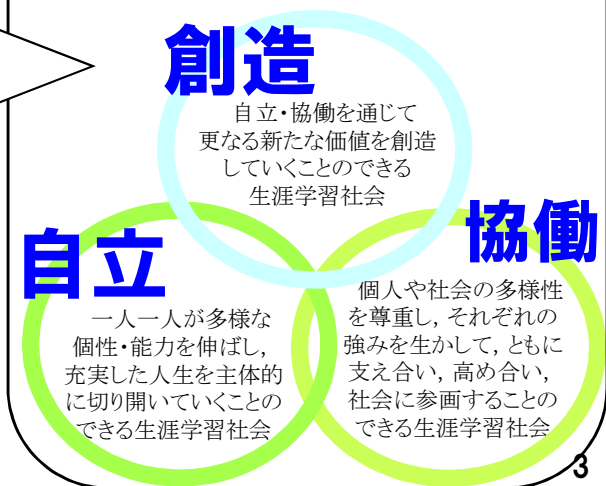 創造
自立・協働を通じて
更なる新たな価値を創造
していくことのできる
生涯学習社会
自立
一人一人が多様な
個性・能力を伸ばし，
充実した人生を主体的
に切り開いていくことの
できる生涯学習社会
協働
個人や社会の多様性
を尊重し，それぞれの
強みを生かして，ともに
支え合い，高め合い，
社会に参画することの
できる生涯学習社会
3